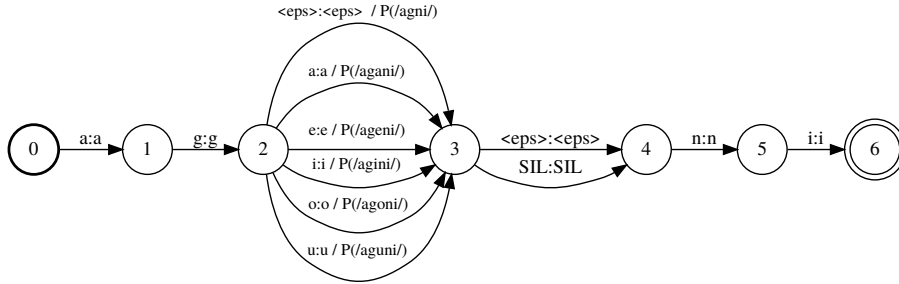 <eps>:<eps> / P(/agni/)
a:a / P(/agani/)
e:e / P(/ageni/)
i:i / P(/agini/)
o:o / P(/agoni/)
u:u / P(/aguni/)
0
a:a
1
g:g
2
3
<eps>:<eps>
SIL:SIL
4
n:n
5
i:i
6